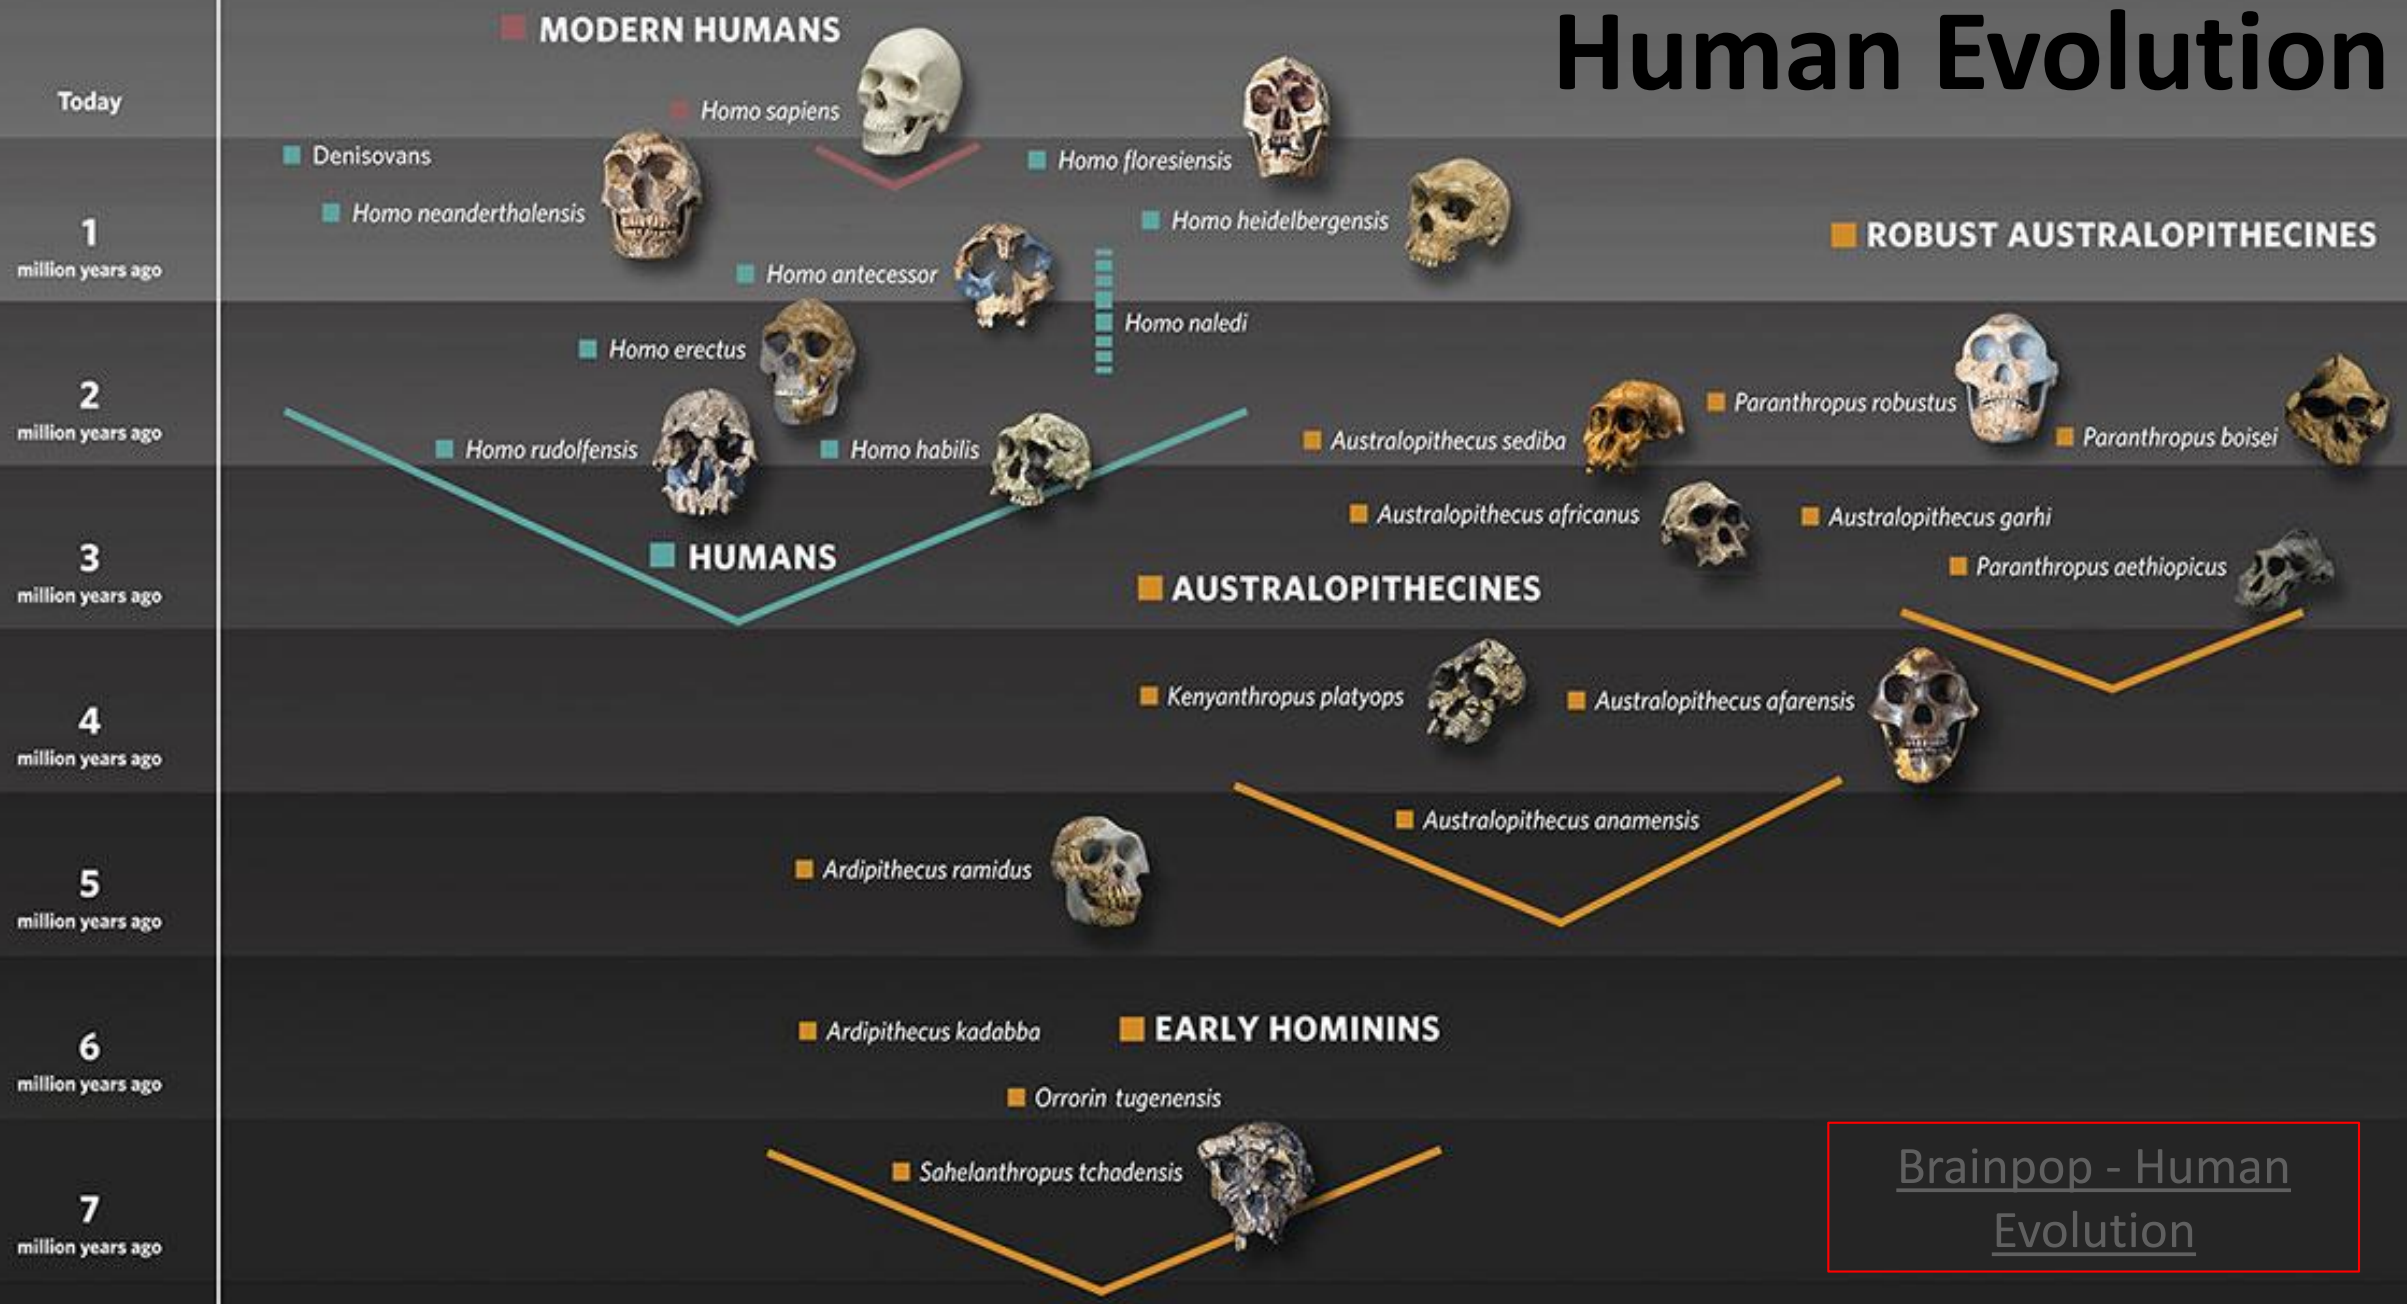 Human Evolution
MODERN HUMANS
Today
Homo sapiens
Denisovans
Homo floresiensis
Homo neanderthalensis
Homo heidelbergensis
1
million years ago
ROBUST AUSTRALOPITHECINES
Homo antecessor
Homo naledi
Homo erectus
2
million years ago
Paranthropus robustus
Australopithecus sediba
Paranthropus boisei
Homo rudolfensis
Homo habilis
Australopithecus africanus
Australopithecus garhi
3
million years ago
HUMANS
Paranthropus aethiopicus
AUSTRALOPITHECINES
Kenyanthropus platyops
Australopithecus afarensis
4
million years ago
Australopithecus anamensis
Ardipithecus ramidus
5
million years ago
Ardipithecus kadabba
EARLY HOMININS
6
million years ago
Orrorin tugenensis
Sahelanthropus tchadensis
7
million years ago
Brainpop - Human
Evolution